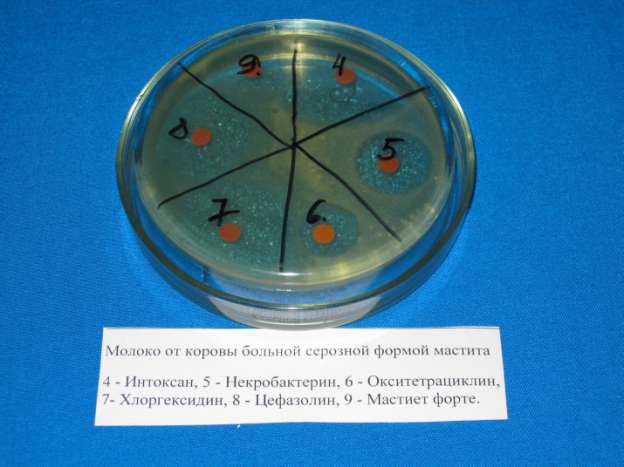 9. 4
8 5
7 6.
Молоко от коровы больной серозной формой мастита
4 - Интоксан, 5 - Некробактерин, 6 - Окситетрациклин,
7- Хлоргексидин, 8 - Цефазолин, 9 - Мастиет форте.